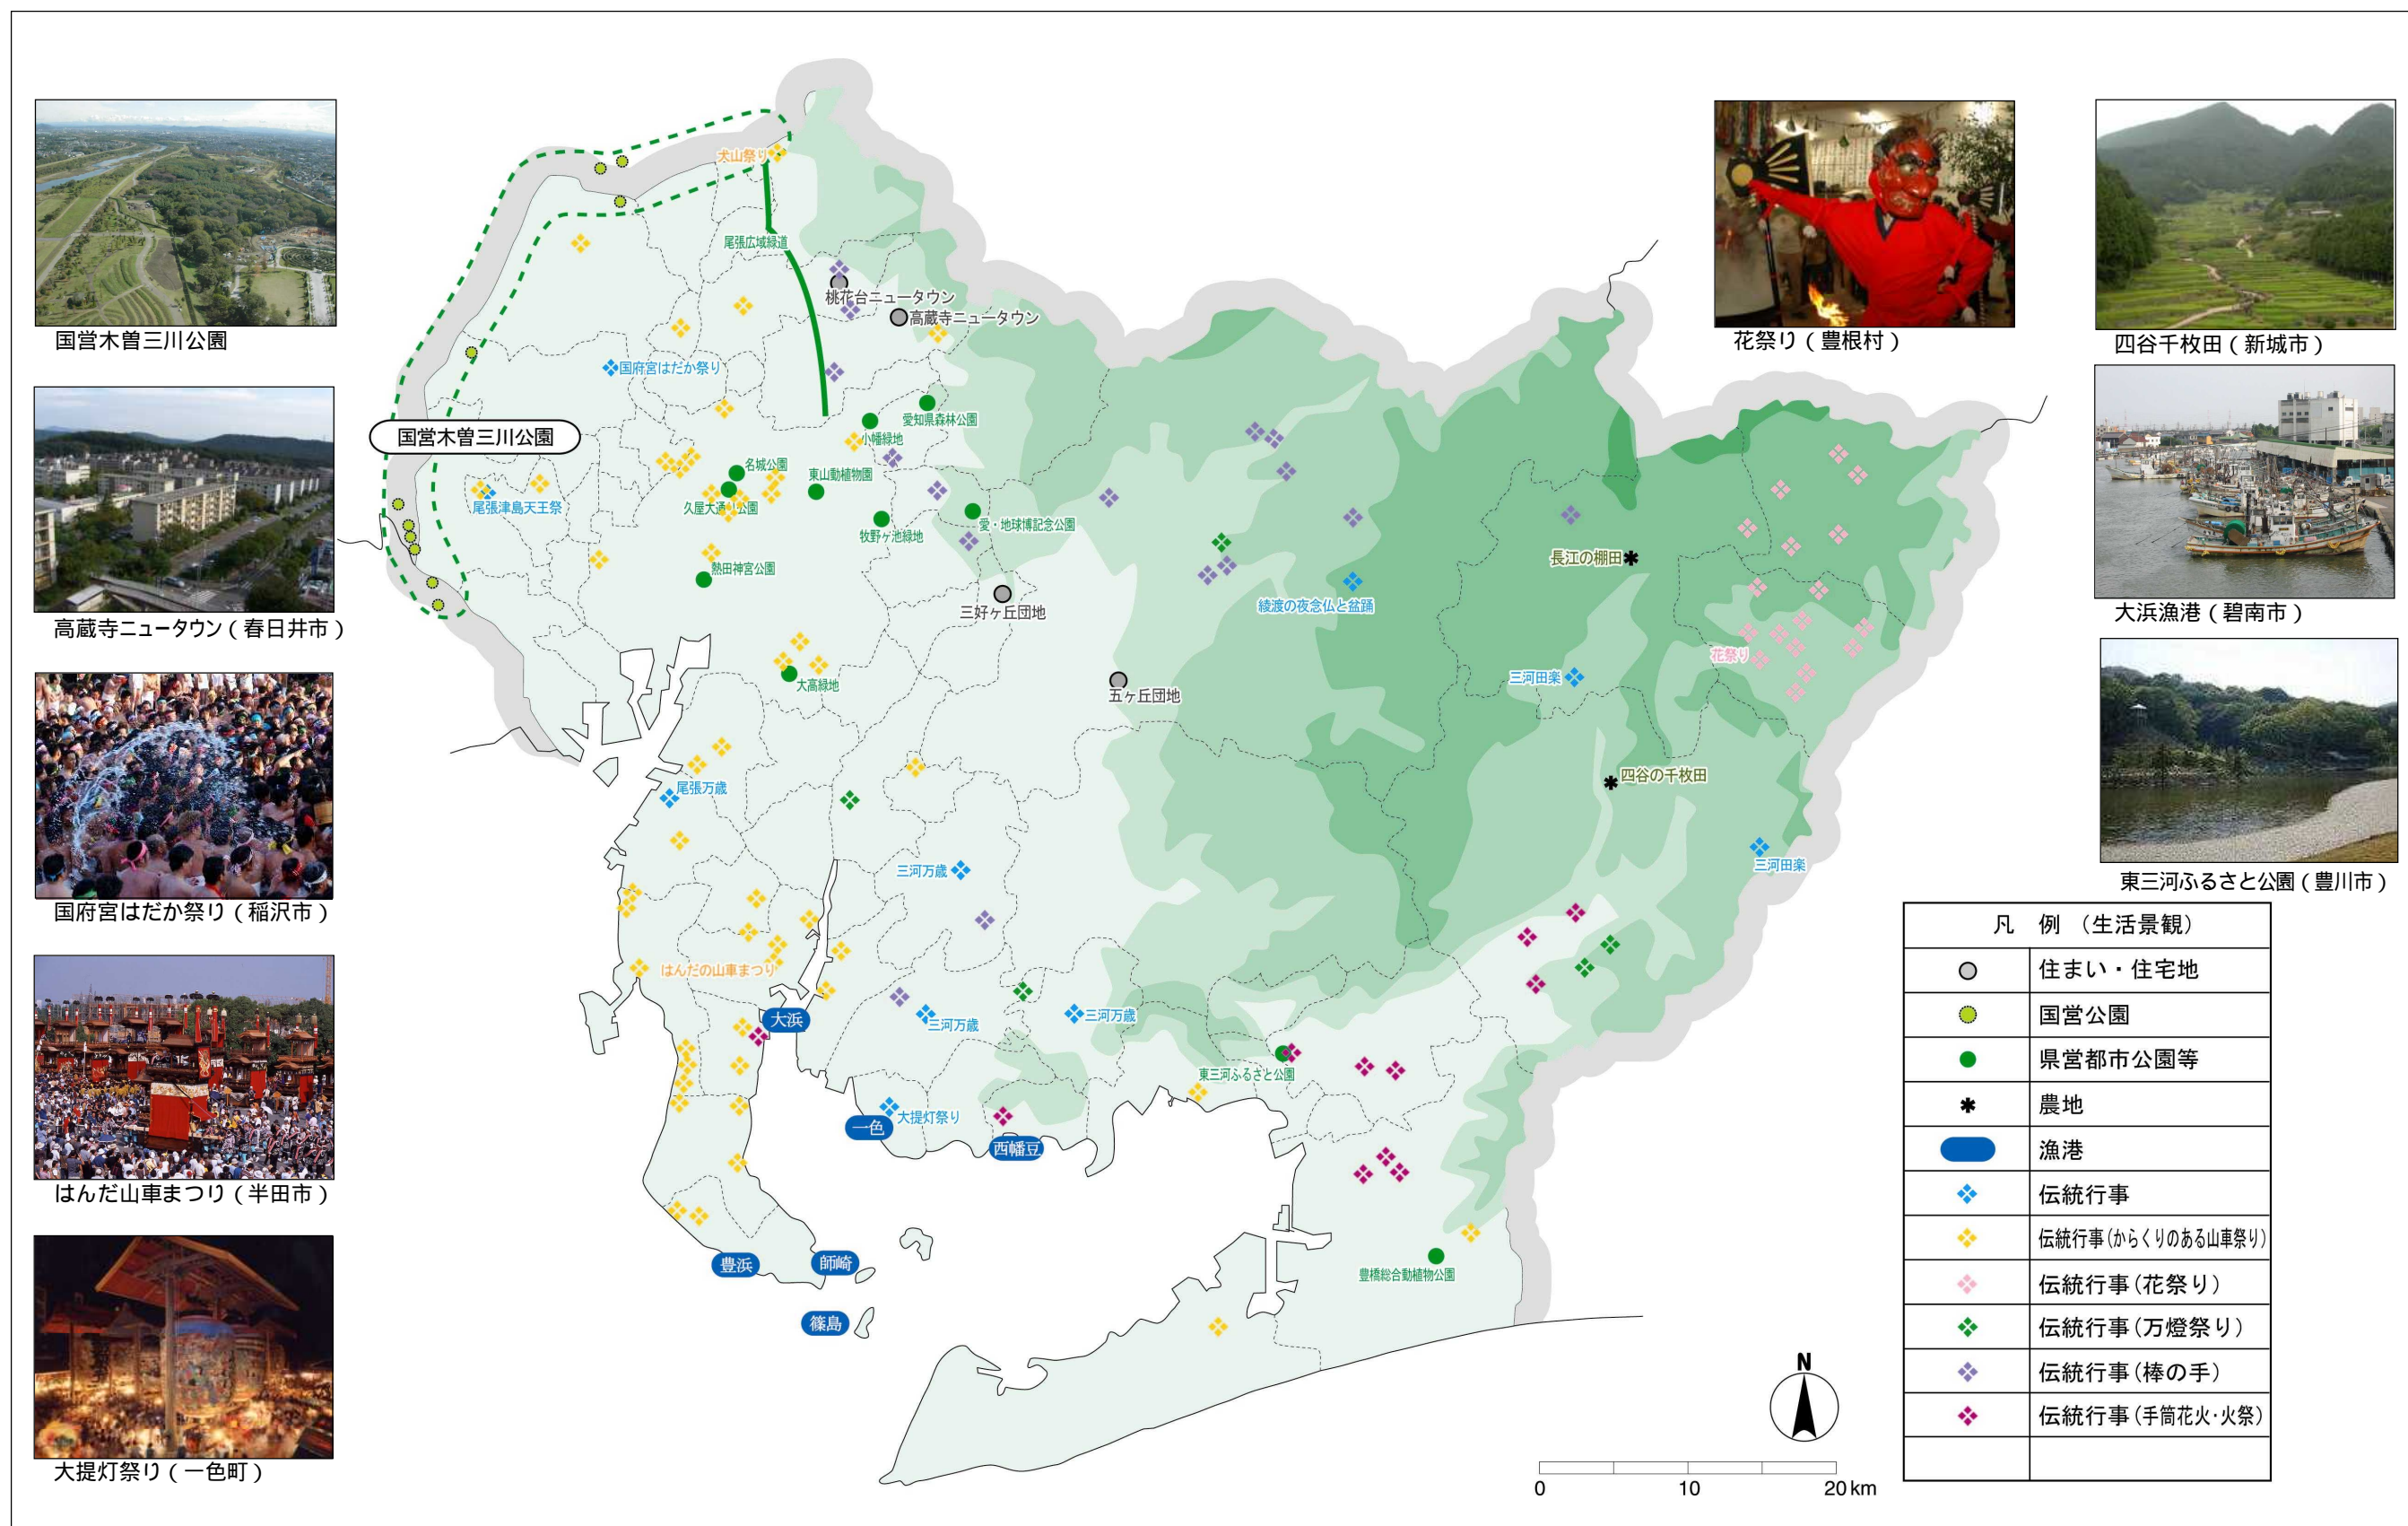 国営木曽三川公園
高蔵寺ニュータウン（春日井市）
国府宮はだか祭り（稲沢市）
はんだ山車まつり（半田市）
大提灯祭り（一色町）
犬山祭り
尾張広域緑道
桃花台ニュータウン
高蔵寺ニュータウン
国府宮はだか祭り
愛知県森林公園
小幡緑地
国営木曽三川公園
名城公園
東山動植物園
尾張津島天王祭
久屋大通り公園
牧野ヶ池緑地
愛・地球博記念公園
熱田神宮公園
三好ヶ丘団地
綾渡の夜念仏と盆踊
長江の棚田
大高緑地
五ヶ丘団地
三河田楽
花祭り
四谷の千枚田
尾張万歳
三河万歳
三河田楽
はんだの山車まつり
大浜
三河万歳
三河万歳
東三河ふるさと公園
一色
大提灯祭り
西幡豆
豊浜
師崎
篠島
豊橋総合動植物公園
花祭り（豊根村）
四谷千枚田（新城市）
大浜漁港（碧南市）
東三河ふるさと公園（豊川市）
凡 例 （生活景観）
住まい・住宅地
国営公園
県営都市公園等
農地
漁港
伝統行事
伝統行事（からくりのある山車祭り）
伝統行事（花祭り）
伝統行事（万燈祭り）
伝統行事（棒の手）
伝統行事（手筒花火・火祭）
N
0 10 20 km